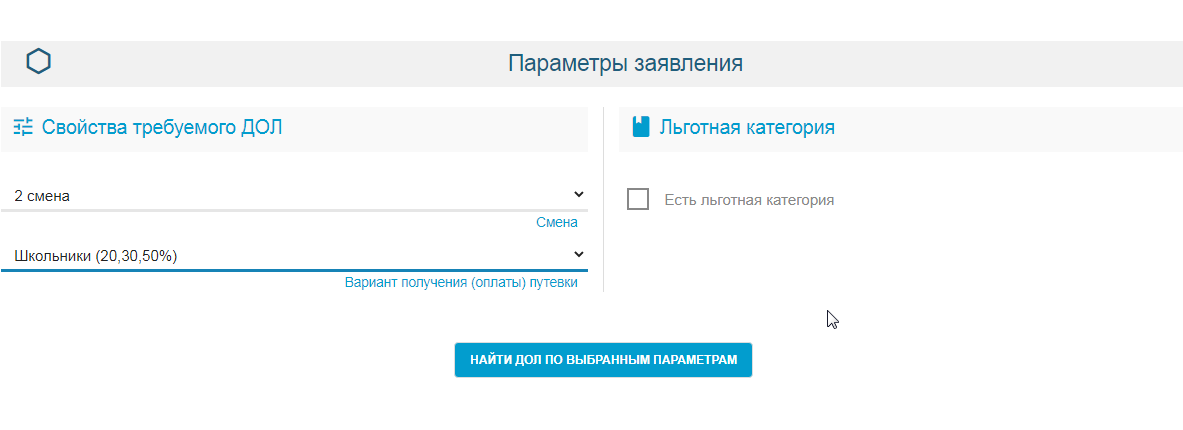 Параметры заявления
Свойства требуемого ДОЛ
2 смена
Смена
Школьники (20,30,50%)
Вариант получения (оплаты) путевки
Льготная категория
Есть льготная категория
НАЙТИ ДОЛ ПО ВЫБРАННЫМ ПАРАМЕТРАМ